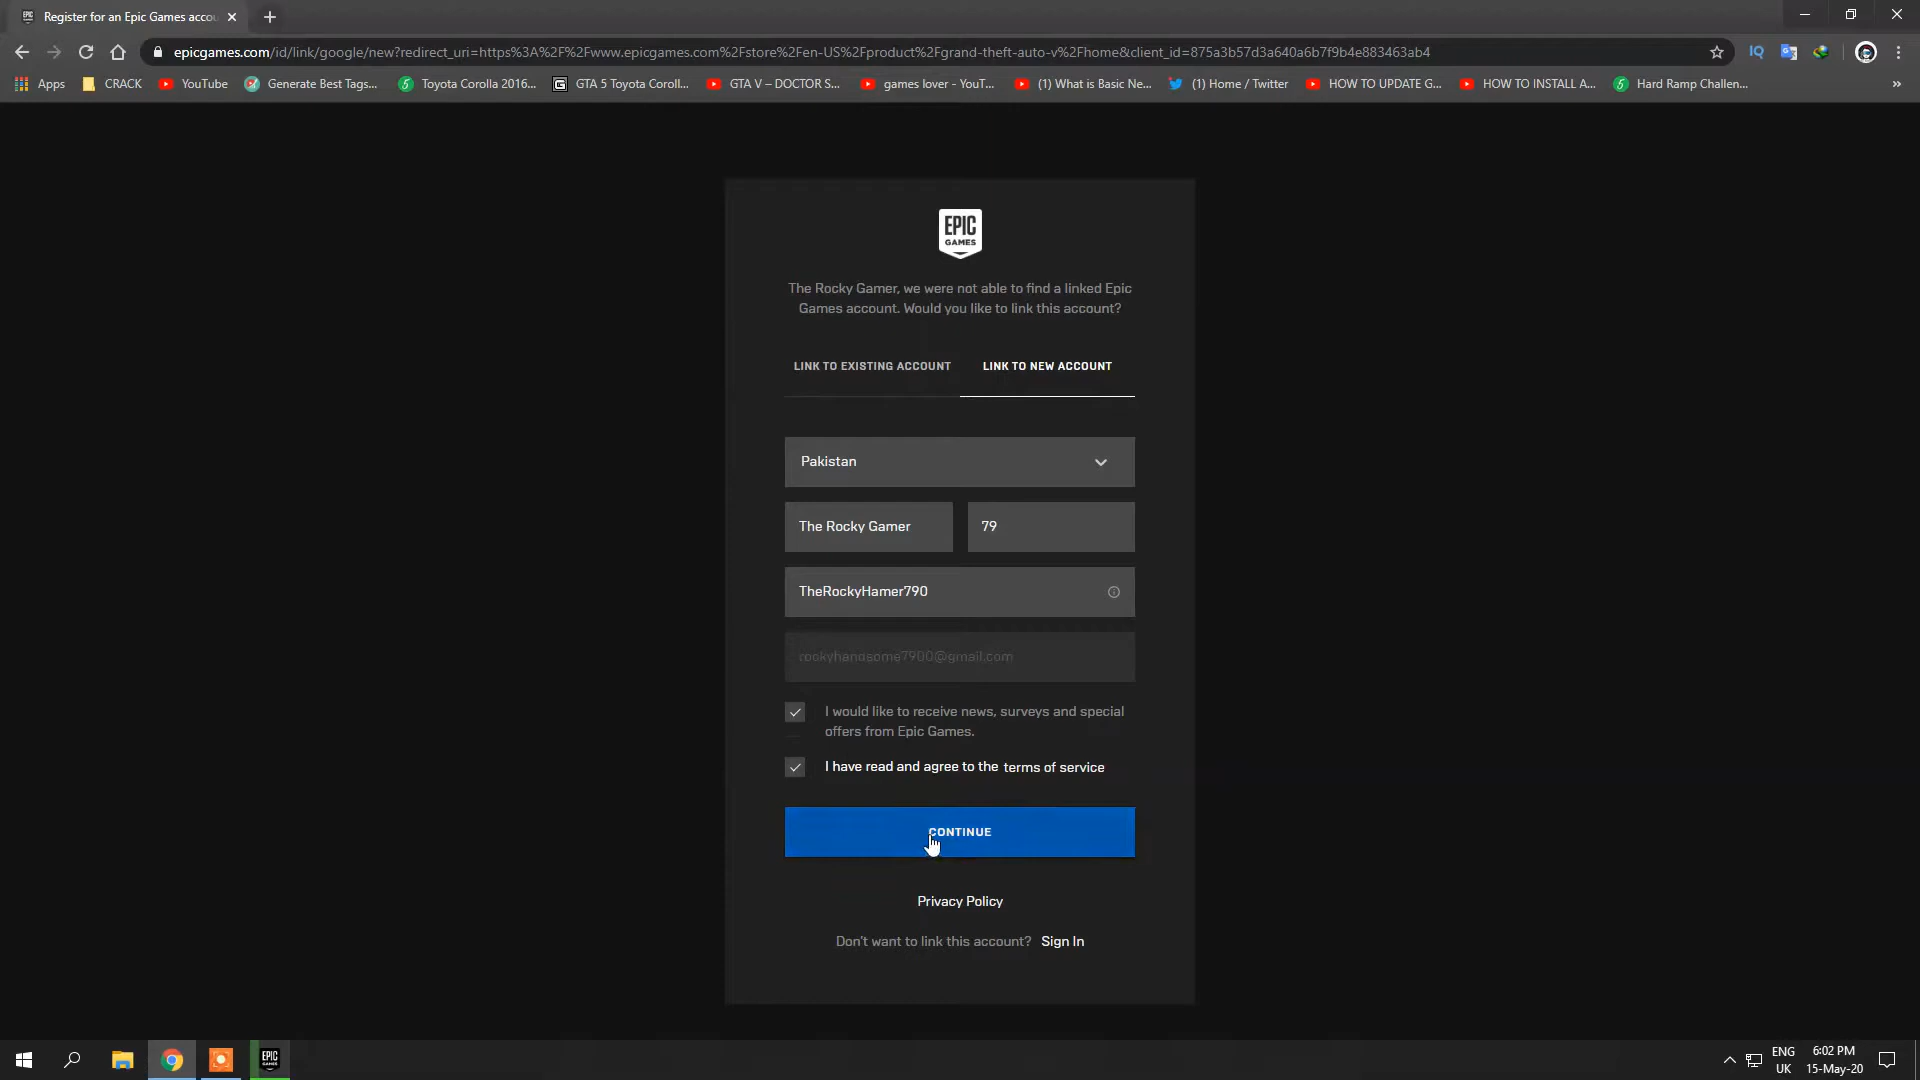 Register for an Epic Games accou
epicgames.com/id/link/google/new?redirect_uri=https%3A%2F%2Fwww.epicgames.com%2Fstore%2Fen-US%2Fproduct%2Fgrand-theft-auto-v%2Fhome&client_id=875a3b57d3a640a6b7f9b4e883463ab4
IQ
Apps CRACK YouTube Generate Best Tags... Toyota Corolla 2016... GTA 5 Toyota Coroll... GTA V – DOCTOR S... games lover - YouT... (1) What is Basic Ne... (1) Home / Twitter HOW TO UPDATE G... HOW TO INSTALL A... Hard Ramp Challen... »
EPIC
GAMES
The Rocky Gamer, we were not able to find a linked Epic
Games account. Would you like to link this account?
LINK TO EXISTING ACCOUNT LINK TO NEW ACCOUNT
Pakistan
The Rocky Gamer 79
TheRockyHamer790
rockyhandsome7900@gmail.com
I would like to receive news, surveys and special
offers from Epic Games.
I have read and agree to the terms of service
CONTINUE
Privacy Policy
Don't want to link this account? Sign In
EPIC
GAMES
ENG
UK
6:02 PM
15-May-20